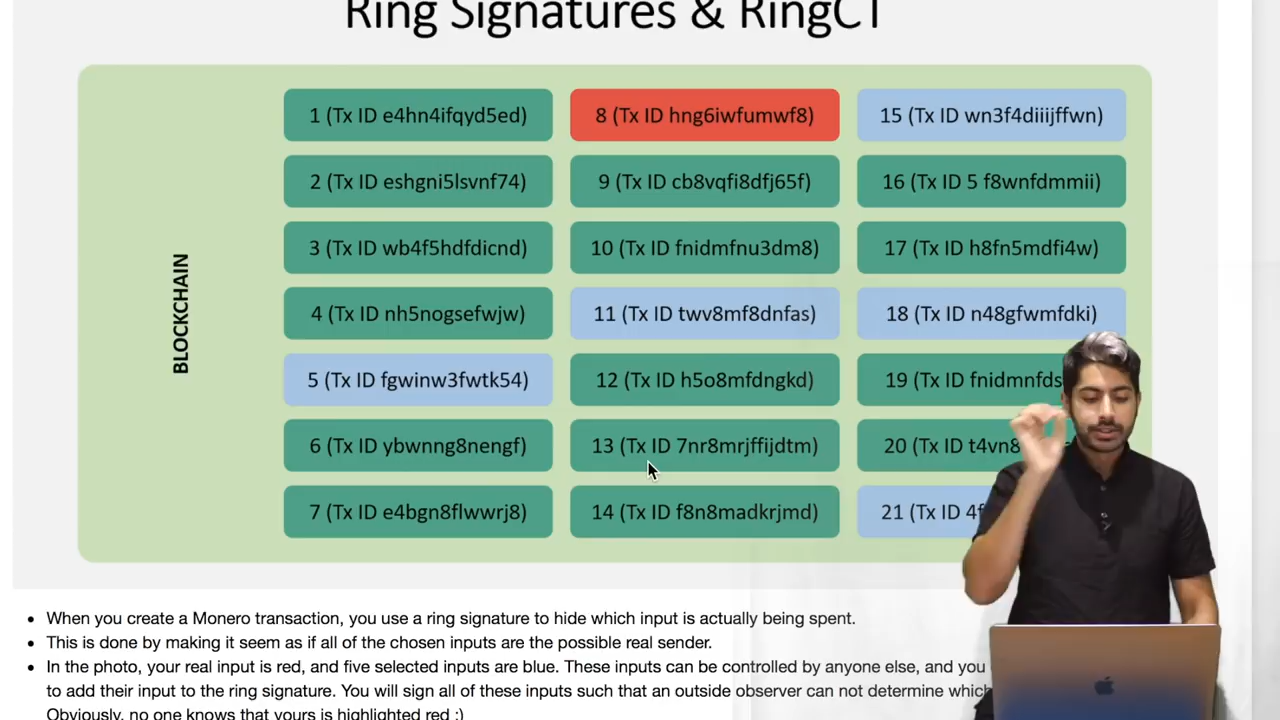 Ring Signatures & RingCT
BLOCKCHAIN
1 (Tx ID e4hn4ifqyd5ed)
2 (Tx ID eshgni5lsvnf74)
3 (Tx ID wb4f5hdfdicnd)
4 (Tx ID nh5nogsefwjw)
5 (Tx ID fgwinw3fwtk54)
6 (Tx ID ybwnng8nengf)
7 (Tx ID e4bgn8flwwrj8)
8 (Tx ID hng6iwfumwf8)
9 (Tx ID cb8vqfi8dfj65f)
10 (Tx ID fnidmfnu3dm8)
11 (Tx ID twv8mf8dnfas)
12 (Tx ID h5o8mfdngkd)
13 (Tx ID 7nr8mrjffijdtm)
14 (Tx ID f8n8madkrjmd)
15 (Tx ID wn3f4diiijffwn)
16 (Tx ID 5 f8wnfdmmii)
17 (Tx ID h8fn5mdfi4w)
18 (Tx ID n48gfwmfdki)
19 (Tx ID fnidmnfds
20 (Tx ID t4vn8
21 (Tx ID 4f
• When you create a Monero transaction, you use a ring signature to hide which input is actually being spent.
• This is done by making it seem as if all of the chosen inputs are the possible real sender.
• In the photo, your real input is red, and five selected inputs are blue. These inputs can be controlled by anyone else, and you
to add their input to the ring signature. You will sign all of these inputs such that an outside observer can not determine which
Obviously, no one knows that yours is highlighted red :)